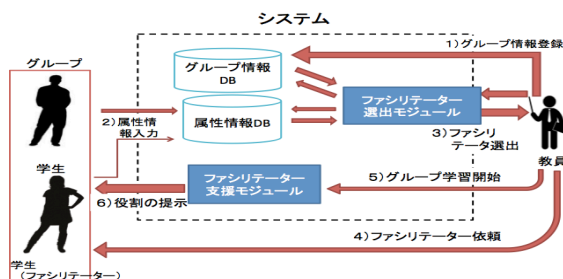 システム
1)グループ情報登録
グループ
グループ情報
DB
ファシリテーター
選出モジュール
2)属性情
報入力
属性情報DB
3)ファシリ
テータ選出
教員
学生
ファシリテーター
支援モジュール
5)グループ学習開始
6)役割の提示
4)ファシリテーター依頼
学生
(ファシリテーター)